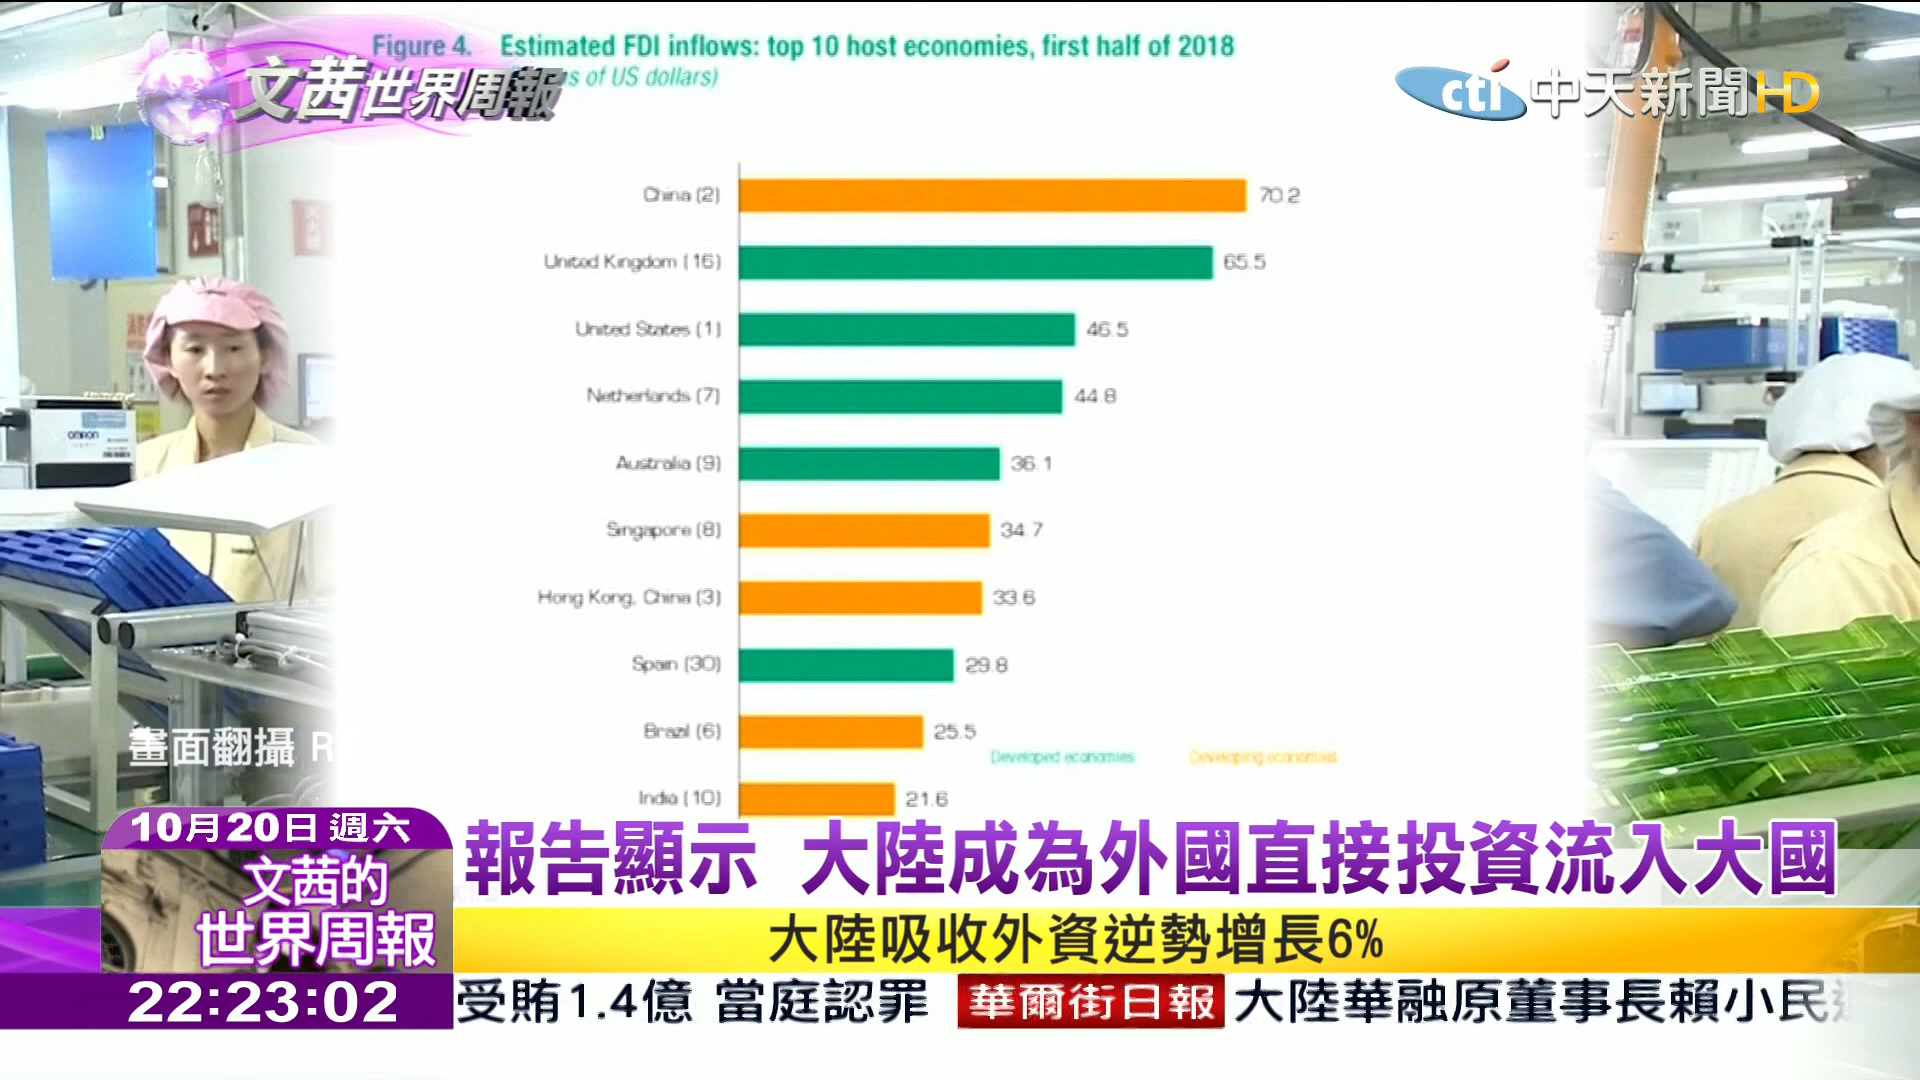 Figure 4. Estimated FDI inflows: top 10 host economies, first half of 2018
of US dollars)
文茜世界周報
cti 中天新聞HD
China (2) 70.2
United Kingdom (16) 65.5
United States (1) 46.5
Netherlands (7) 44.8
Australia (9) 36.1
Singapore (8) 34.7
Hong Kong, China (3) 33.6
Spain (30) 29.8
Brazil (6) 25.5
Developed economies Developing economies
India (10) 21.6
OMRON
畫面翻攝 R
10月20日 週六
文茜的
世界周報
報告顯示 大陸成為外國直接投資流入大國
大陸吸收外資逆勢增長6%
22:23:02
受賄1.4億 當庭認罪 華爾街日報 大陸華融原董事長賴小民